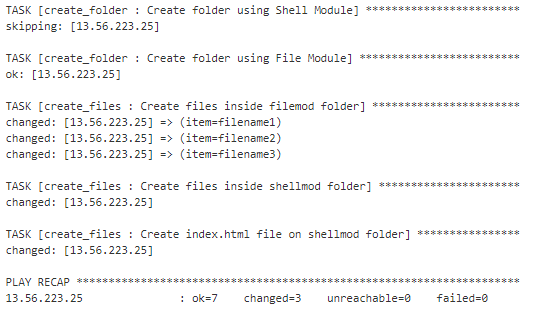 TASK [create_folder : Create folder using Shell Module] ************************
skipping: [13.56.223.25]
TASK [create_folder : Create folder using File Module] *************************
ok: [13.56.223.25]
TASK [create_files : Create files inside filemod folder] ***********************
changed: [13.56.223.25] => (item=filename1)
changed: [13.56.223.25] => (item=filename2)
changed: [13.56.223.25] => (item=filename3)
TASK [create_files : Create files inside shellmod folder] **********************
changed: [13.56.223.25]
TASK [create_files : Create index.html file on shellmod folder] ****************
changed: [13.56.223.25]
PLAY RECAP *********************************************************************
13.56.223.25 : ok=7 changed=3 unreachable=0 failed=0